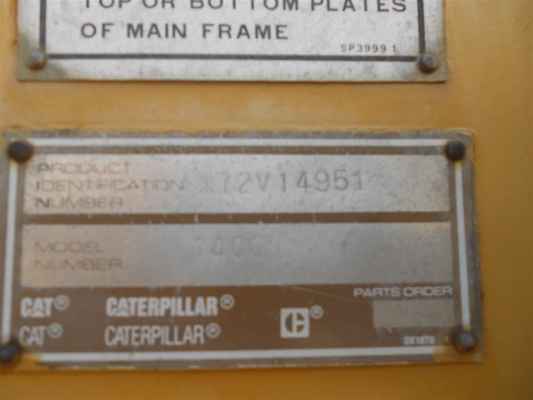 TOP OR BOTTOM PLATES
OF MAIN FRAME
5P3999 1
PRODUCT
IDENTIFICATION
NUMBER
72V14951
MODEL
NUMBER
140G
PARTS ORDER
CAT® CATERPILLAR®
CAT® CATERPILLAR®